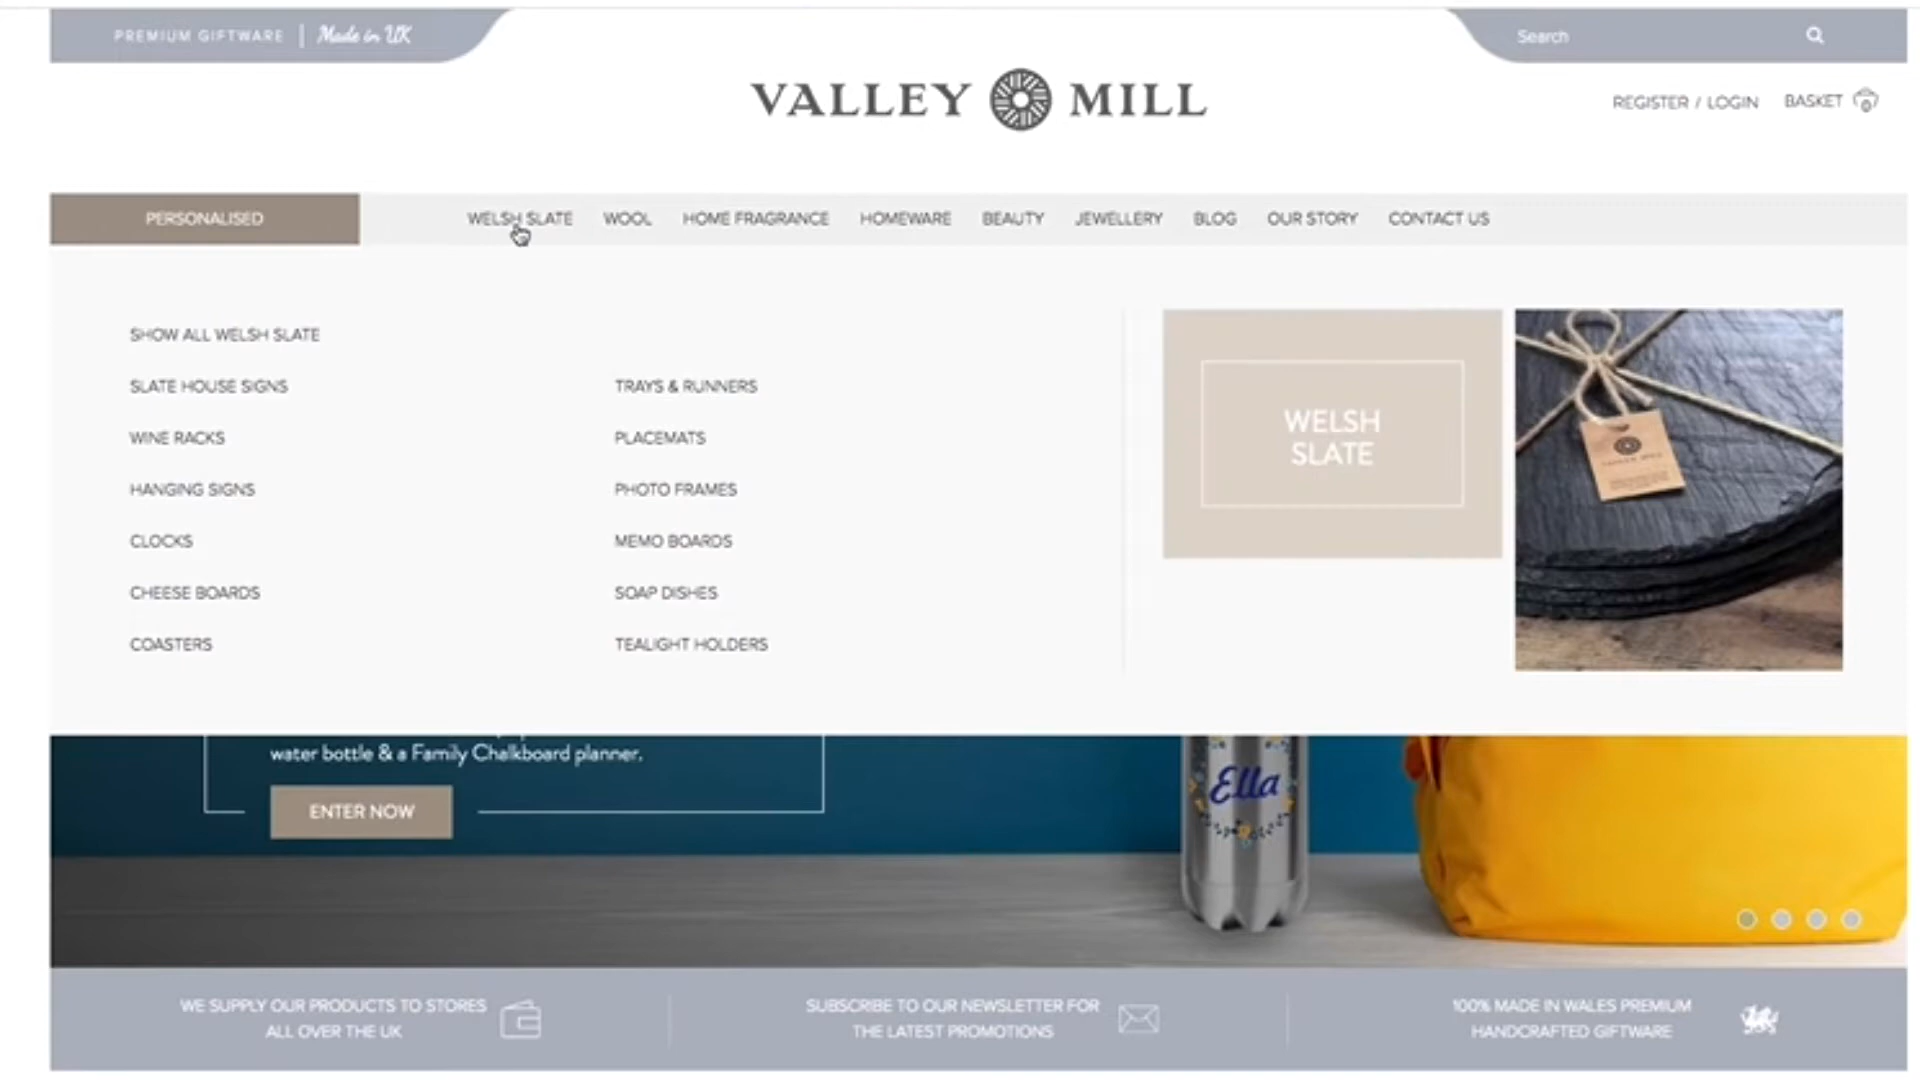 PREMIUM GIFTWARE | Made in UK
Search
VALLEY MILL
REGISTER / LOGIN
BASKET 0
PERSONALISED
WELSH SLATE
WOOL
HOME FRAGRANCE
HOMEWARE
BEAUTY
JEWELLERY
BLOG
OUR STORY
CONTACT US
SHOW ALL WELSH SLATE
SLATE HOUSE SIGNS
WINE RACKS
HANGING SIGNS
CLOCKS
CHEESE BOARDS
COASTERS
TRAYS & RUNNERS
PLACEMATS
PHOTO FRAMES
MEMO BOARDS
SOAP DISHES
TEALIGHT HOLDERS
WELSH
SLATE
VALLEY MILL
water bottle & a Family Chalkboard planner.
ENTER NOW
Ella
WE SUPPLY OUR PRODUCTS TO STORES
ALL OVER THE UK
SUBSCRIBE TO OUR NEWSLETTER FOR
THE LATEST PROMOTIONS
100% MADE IN WALES PREMIUM
HANDCRAFTED GIFTWARE